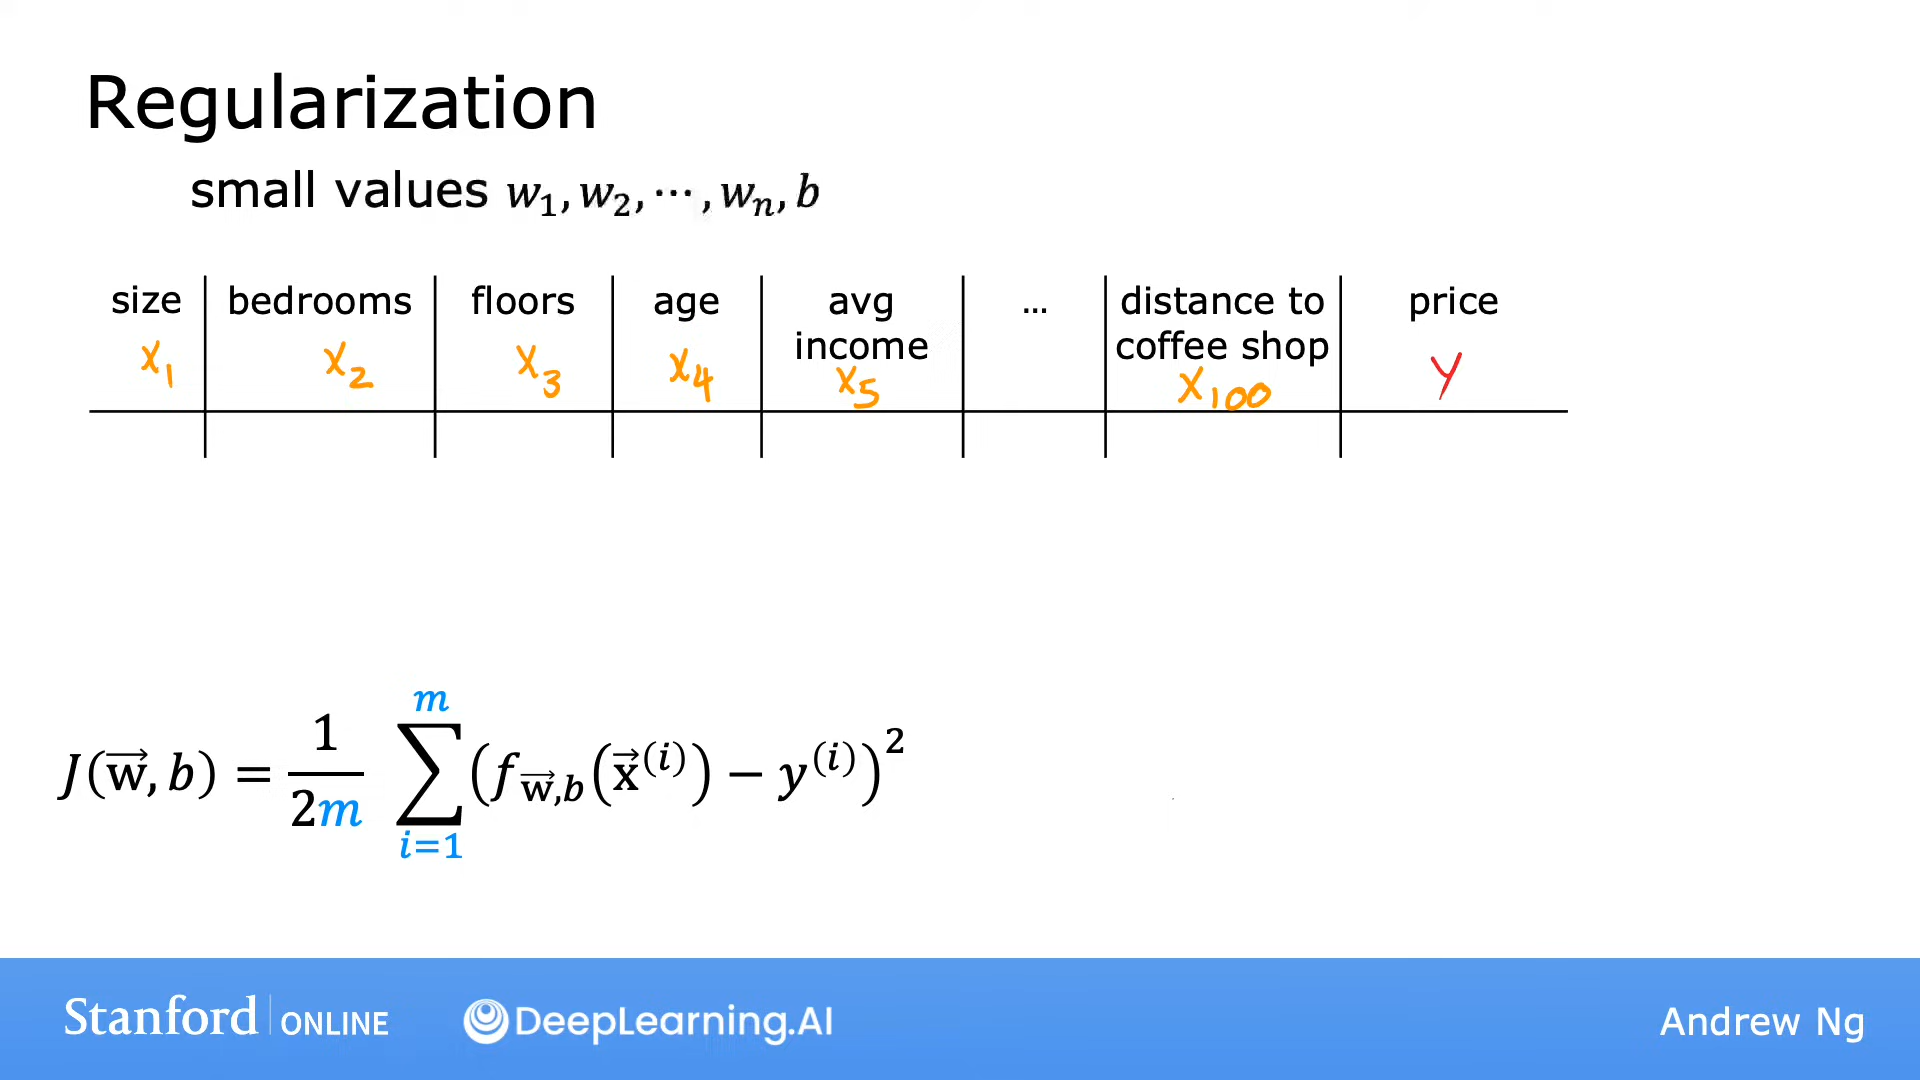 Regularization
small values w₁, w₂, ⋯, wₙ, b
size bedrooms floors age avg income ... distance to coffee shop price
x₁ x₂ x₃ x₄ x₅ x₁₀₀ y
J(w⃗, b) = 1/2m ∑ᵢ₌₁ᵐ (f_w⃗,b(x⃗⁽ⁱ⁾) − y⁽ⁱ⁾)²
Stanford | ONLINE DeepLearning.AI Andrew Ng